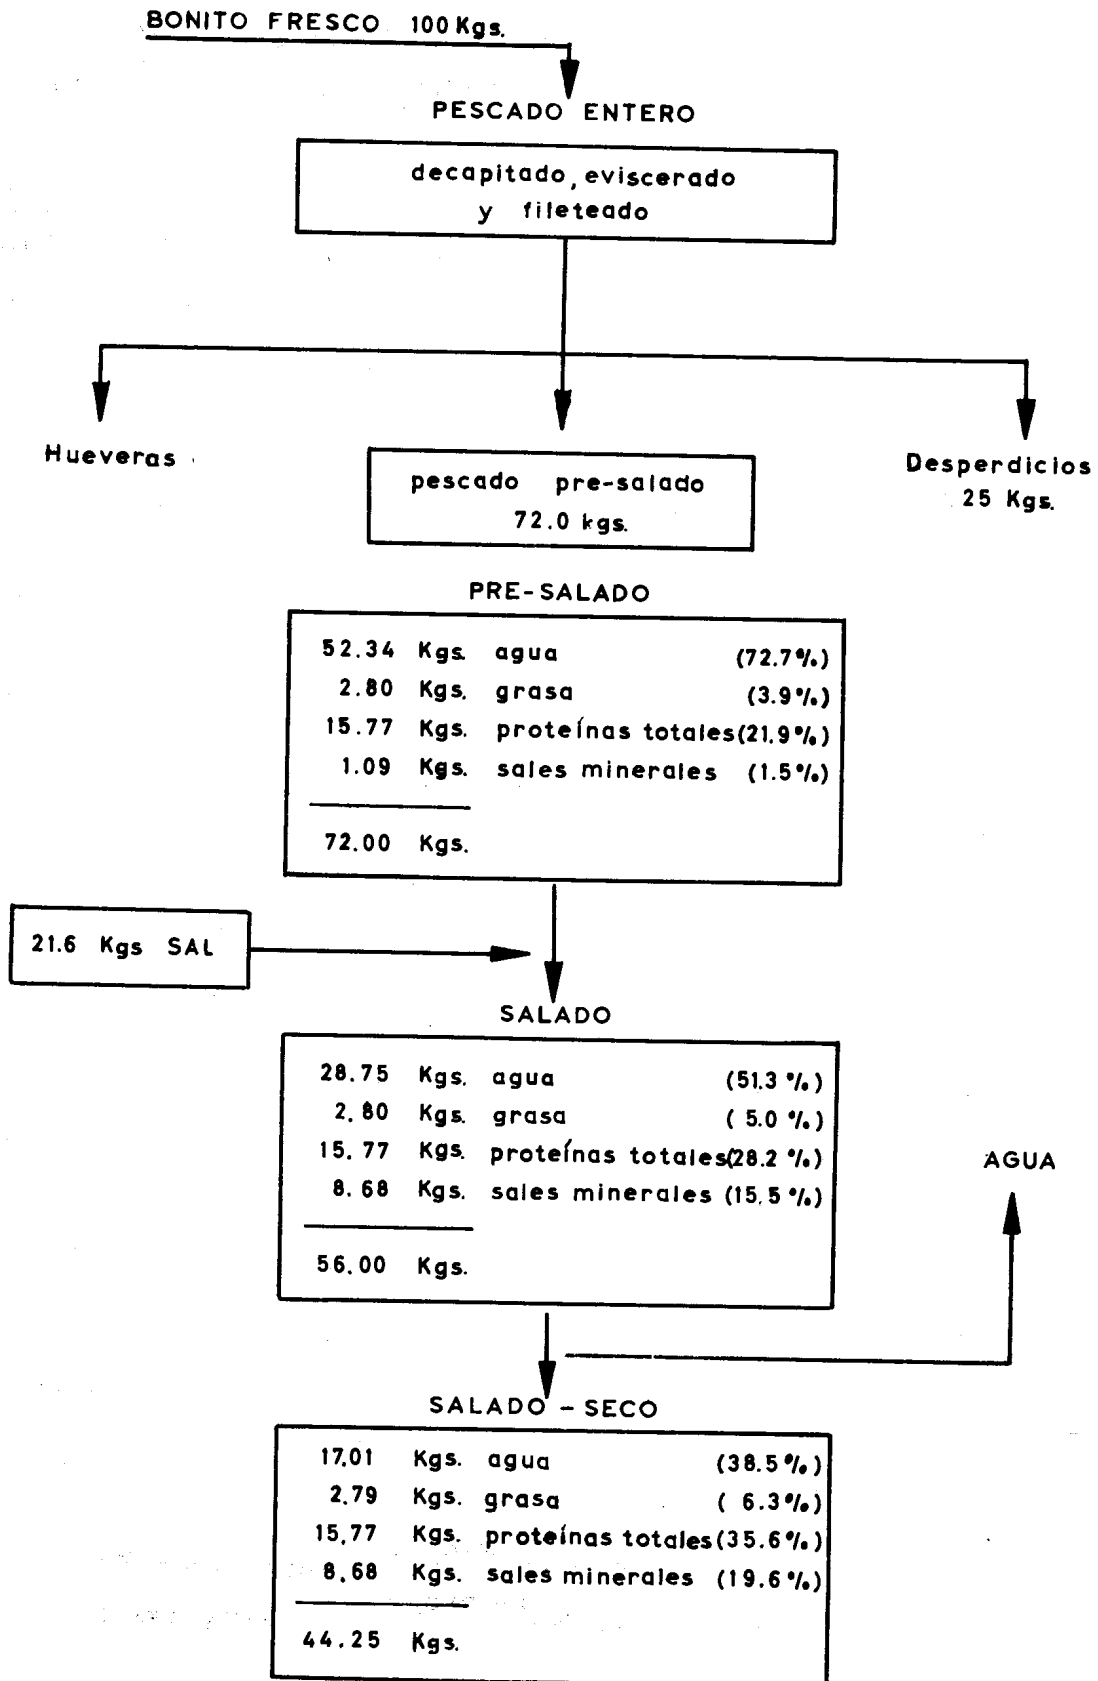 BONITO FRESCO 100 Kgs.
PESCADO ENTERO
decapitado, eviscerado
y fileteado
Hueveras
pescado pre-salado
72.0 kgs.
Desperdicios
25 Kgs.
PRE-SALADO
52.34 Kgs. agua (72.7%)
2.80 Kgs. grasa (3.9%)
15.77 Kgs. proteínas totales (21.9%)
1.09 Kgs. sales minerales (1.5%)
72.00 Kgs.
21.6 Kgs SAL
SALADO
28.75 Kgs. agua (51.3%)
2.80 Kgs. grasa (5.0%)
15.77 Kgs. proteínas totales (28.2%)
8.68 Kgs. sales minerales (15.5%)
56.00 Kgs.
AGUA
SALADO - SECO
17.01 Kgs. agua (38.5%)
2.79 Kgs. grasa (6.3%)
15.77 Kgs. proteínas totales (35.6%)
8.68 Kgs. sales minerales (19.6%)
44.25 Kgs.